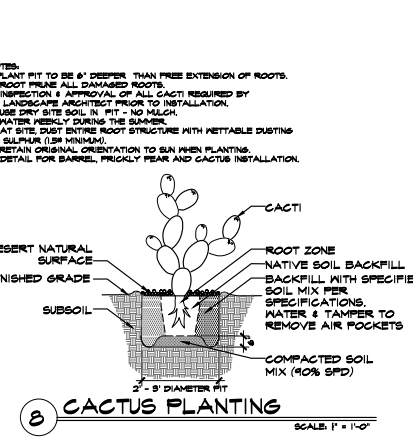 NOTES:
PLANT PIT TO BE 6" DEEPER THAN FREE EXTENSION OF ROOTS.
ROOT PRUNE ALL DAMAGED ROOTS.
INSPECTION & APPROVAL OF ALL CACTI REQUIRED BY
LANDSCAPE ARCHITECT PRIOR TO INSTALLATION.
USE DRY SITE SOIL IN PIT - NO MULCH.
WATER WEEKLY DURING THE SUMMER.
AT SITE, DUST ENTIRE ROOT STRUCTURE WITH WETTABLE DUSTING
SULPHUR (1.5# MINIMUM).
RETAIN ORIGINAL ORIENTATION TO SUN WHEN PLANTING.
DETAIL FOR BARREL, PRICKLY PEAR AND CACTUS INSTALLATION.
CACTI
ESERT NATURAL
SURFACE
NISHED GRADE
SUBSOIL
ROOT ZONE
NATIVE SOIL BACKFILL
BACKFILL WITH SPECIFIE
SOIL MIX PER
SPECIFICATIONS,
WATER & TAMPER TO
REMOVE AIR POCKETS
COMPACTED SOIL
MIX (90% SPD)
2' - 3' DIAMETER PIT
8 CACTUS PLANTING
SCALE: 1" = 1'-0"